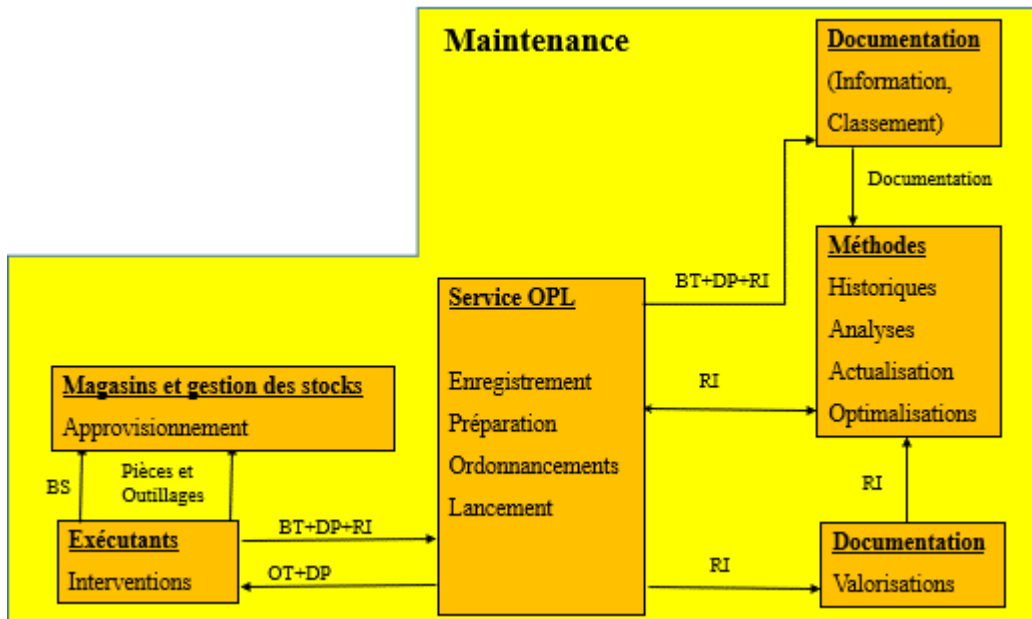 Maintenance
Documentation
(Information,
Classement)
Documentation
Méthodes
Historiques
Analyses
Actualisation
Optimalisations
BT+DP+RI
Service OPL
Enregistrement
Préparation
Ordonnancements
Lancement
RI
Magasins et gestion des stocks
Approvisionnement
BS
Pièces et
Outillages
RI
Exécutants
Interventions
BT+DP+RI
OT+DP
RI
Documentation
Valorisations